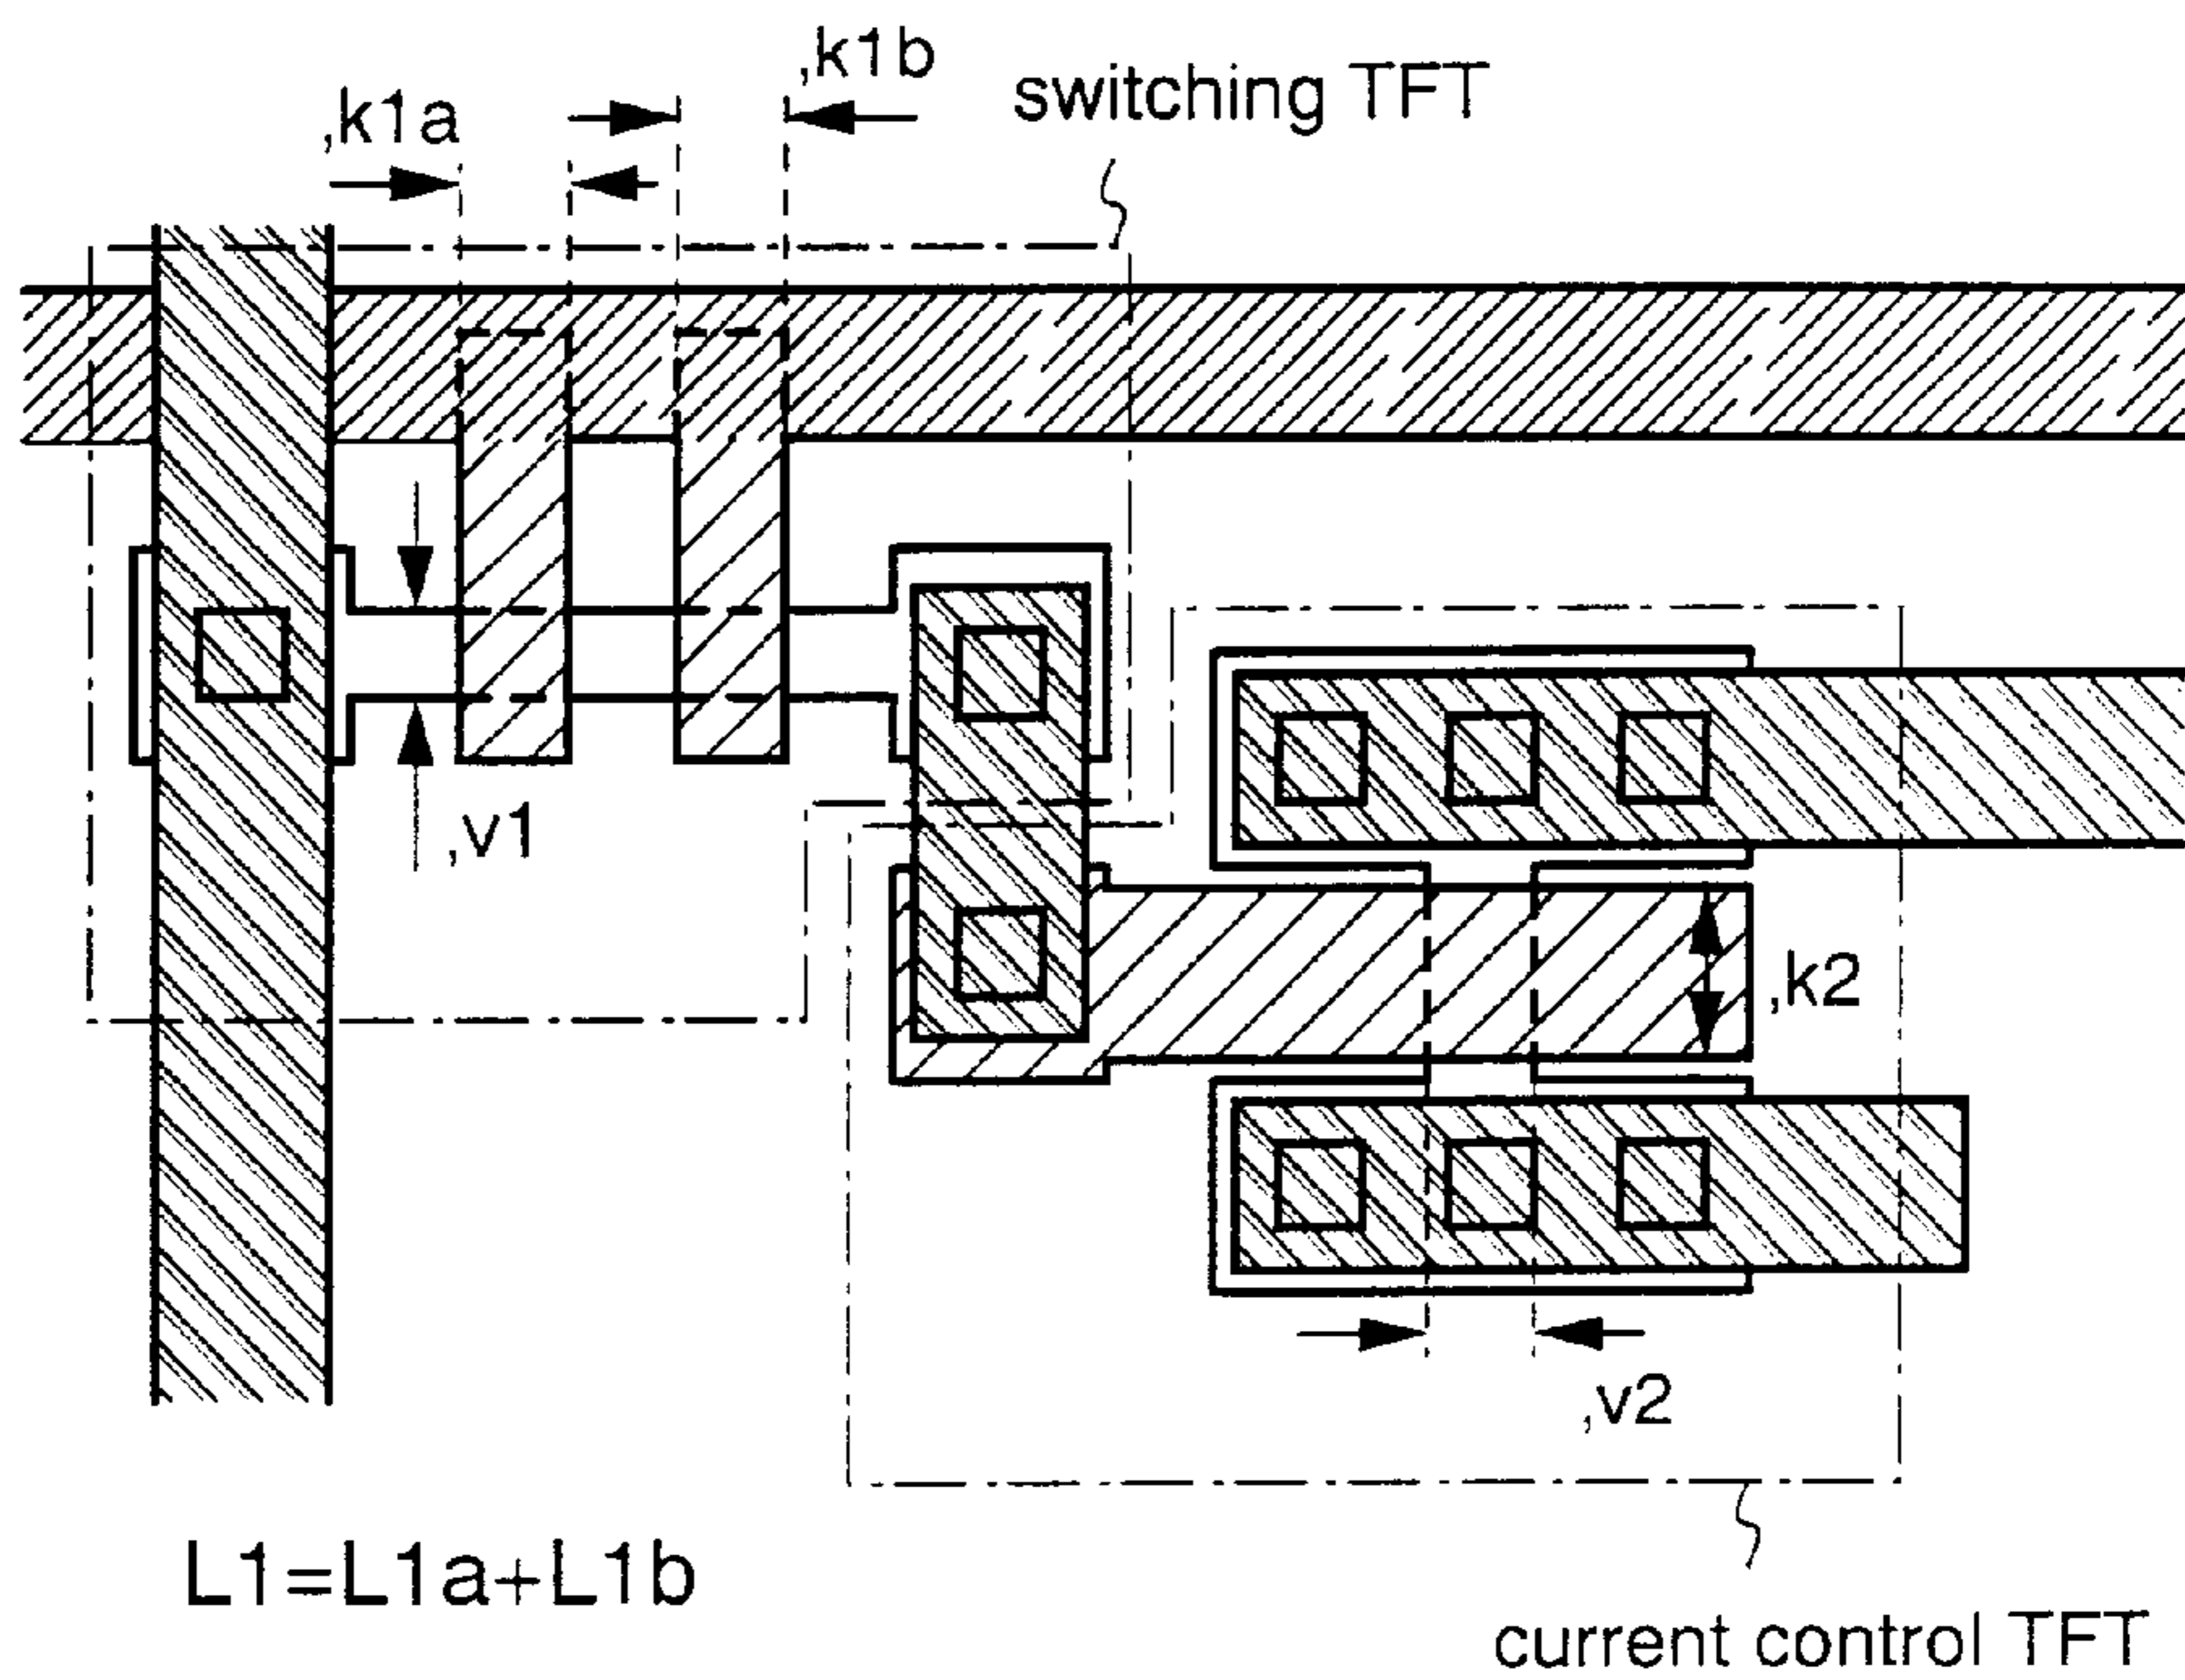 ,k1b
switching TFT
,k1a
,v1
,k2
,v2
L1=L1a+L1b
current control TFT